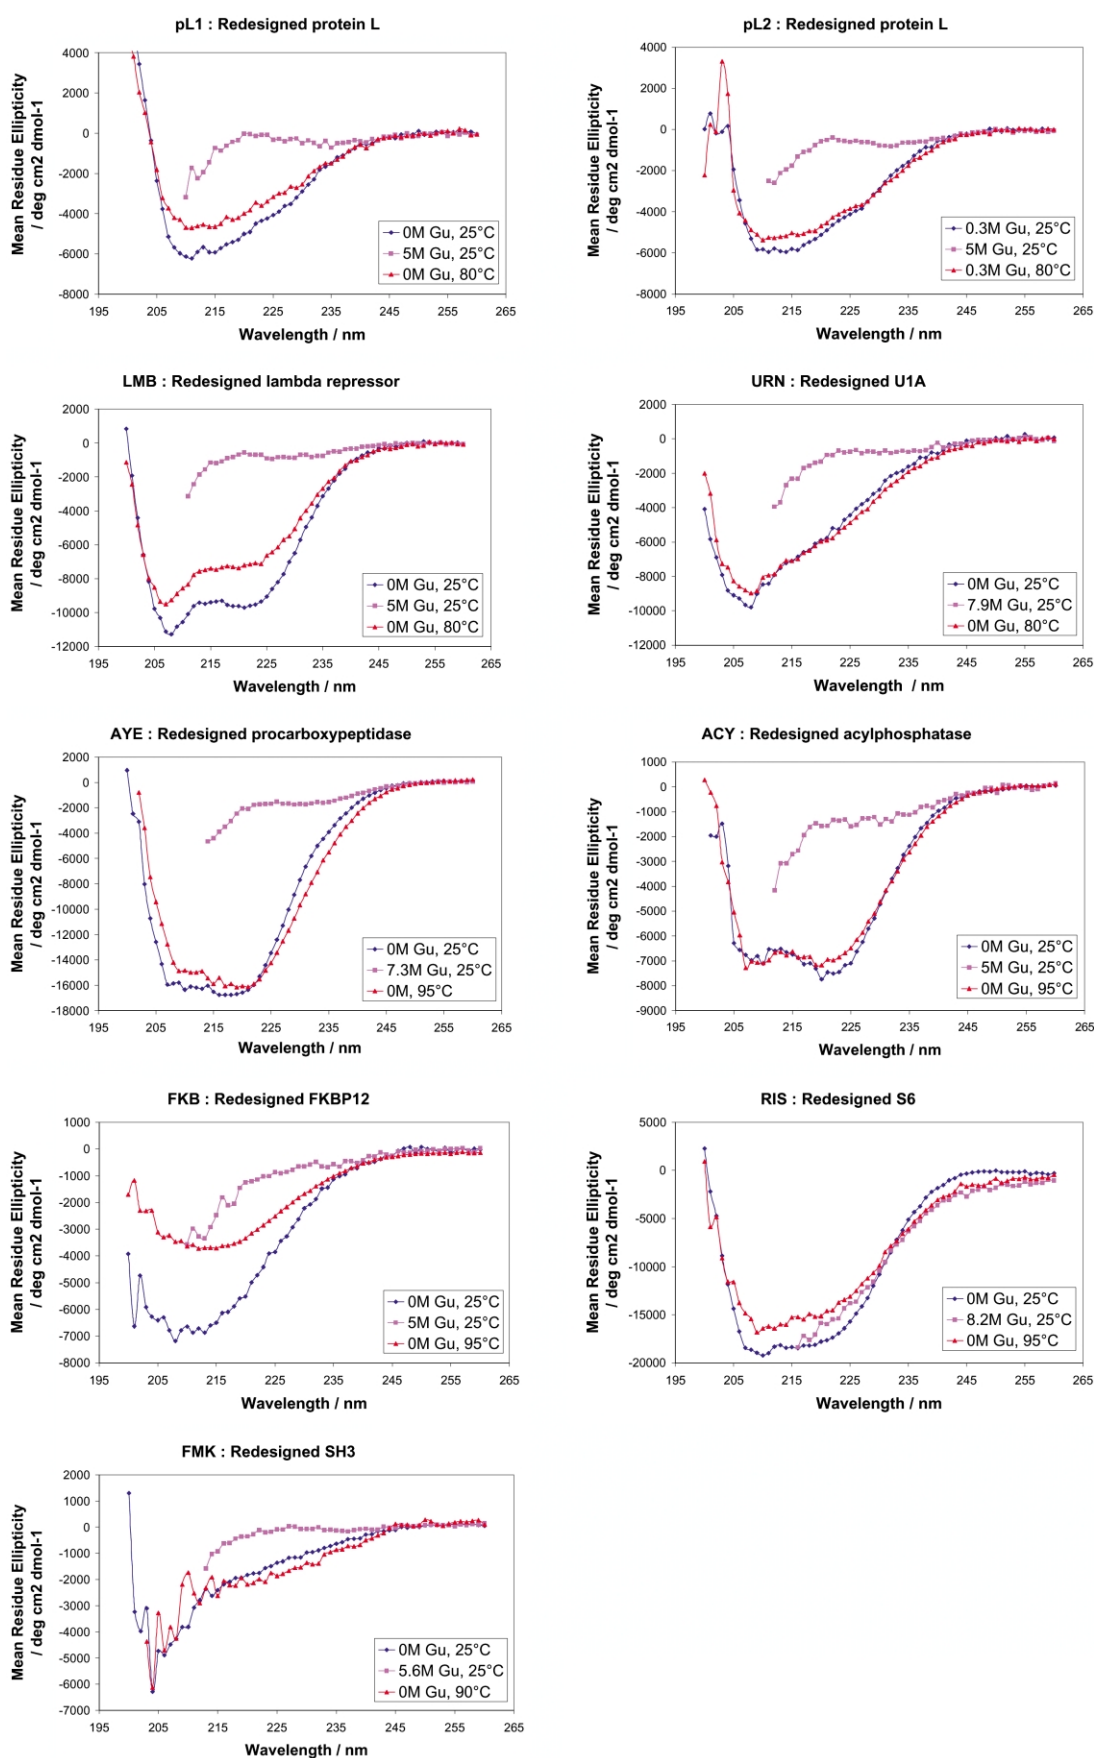 pL1 : Redesigned protein L
Mean Residue Ellipticity
/ deg cm2 dmol-1
4000
2000
0
-2000
-4000
-6000
-8000
0M Gu, 25°C
5M Gu, 25°C
0M Gu, 80°C
195 205 215 225 235 245 255 265
Wavelength / nm
pL2 : Redesigned protein L
Mean Residue Ellipticity
/ deg cm2 dmol-1
4000
2000
0
-2000
-4000
-6000
-8000
0.3M Gu, 25°C
5M Gu, 25°C
0.3M Gu, 80°C
195 205 215 225 235 245 255 265
Wavelength / nm
LMB : Redesigned lambda repressor
Mean Residue Ellipticity
/ deg cm2 dmol-1
2000
0
-2000
-4000
-6000
-8000
-10000
-12000
0M Gu, 25°C
5M Gu, 25°C
0M Gu, 80°C
195 205 215 225 235 245 255 265
Wavelength / nm
URN : Redesigned U1A
Mean Residue Ellipticity
/ deg cm2 dmol-1
2000
0
-2000
-4000
-6000
-8000
-10000
-12000
0M Gu, 25°C
7.9M Gu, 25°C
0M Gu, 80°C
195 205 215 225 235 245 255 265
Wavelength / nm
AYE : Redesigned procarboxypeptidase
Mean Residue Ellipticity
/ deg cm2 dmol-1
2000
0
-2000
-4000
-6000
-8000
-10000
-12000
-14000
-16000
-18000
0M Gu, 25°C
7.3M Gu, 25°C
0M, 95°C
195 205 215 225 235 245 255 265
Wavelength / nm
ACY : Redesigned acylphosphatase
Mean Residue Ellipticity
/ deg cm2 dmol-1
1000
0
-1000
-2000
-3000
-4000
-5000
-6000
-7000
-8000
-9000
0M Gu, 25°C
5M Gu, 25°C
0M Gu, 95°C
195 205 215 225 235 245 255 265
Wavelength / nm
FKB : Redesigned FKBP12
Mean Residue Ellipticity
/ deg cm2 dmol-1
1000
0
-1000
-2000
-3000
-4000
-5000
-6000
-7000
-8000
0M Gu, 25°C
5M Gu, 25°C
0M Gu, 95°C
195 205 215 225 235 245 255 265
Wavelength / nm
RIS : Redesigned S6
Mean Residue Ellipticity
/ deg cm2 dmol-1
5000
0
-5000
-10000
-15000
-20000
0M Gu, 25°C
8.2M Gu, 25°C
0M Gu, 95°C
195 205 215 225 235 245 255 265
Wavelength / nm
FMK : Redesigned SH3
Mean Residue Ellipticity
/ deg cm2 dmol-1
2000
1000
0
-1000
-2000
-3000
-4000
-5000
-6000
-7000
0M Gu, 25°C
5.6M Gu, 25°C
0M Gu, 90°C
195 205 215 225 235 245 255 265
Wavelength / nm